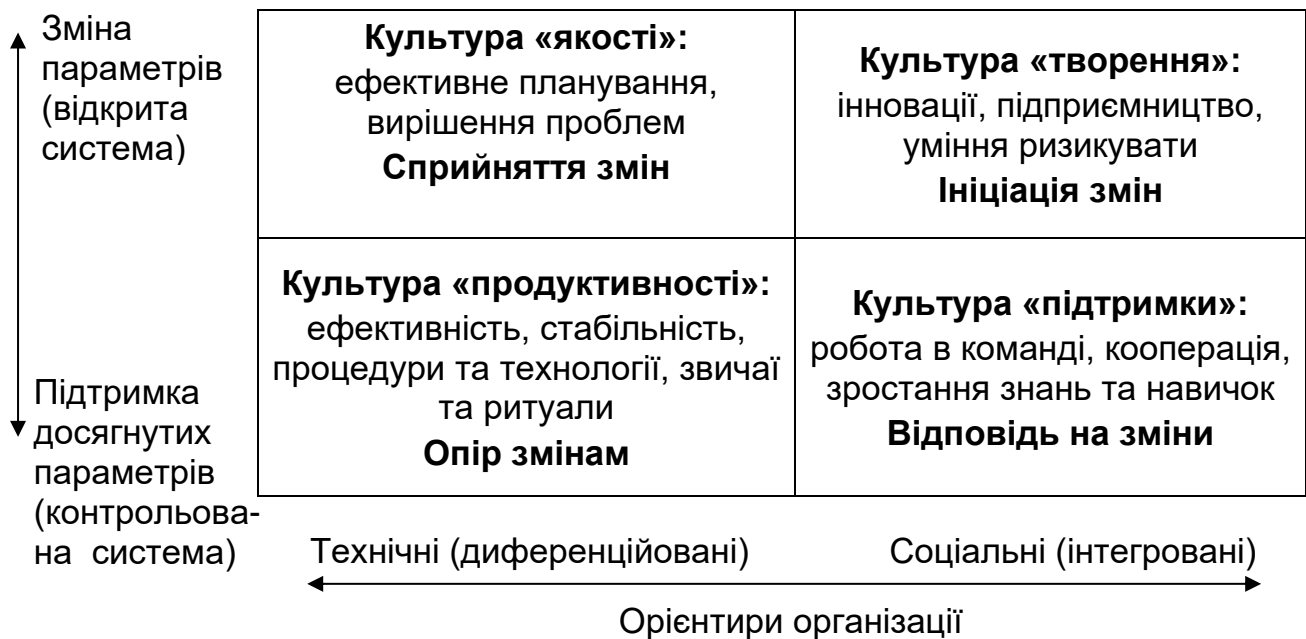 Зміна
параметрів
(відкрита
система)
Культура «якості»:
ефективне планування,
вирішення проблем
Сприйняття змін
Культура «творення»:
інновації, підприємництво,
уміння ризикувати
Ініціація змін
Підтримка
досягнутих
параметрів
(контрольова-
на система)
Культура «продуктивності»:
ефективність, стабільність,
процедури та технології, звичаї
та ритуали
Опір змінам
Культура «підтримки»:
робота в команді, кооперація,
зростання знань та навичок
Відповідь на зміни
Технічні (диференційовані)
Соціальні (інтегровані)
Орієнтири організації